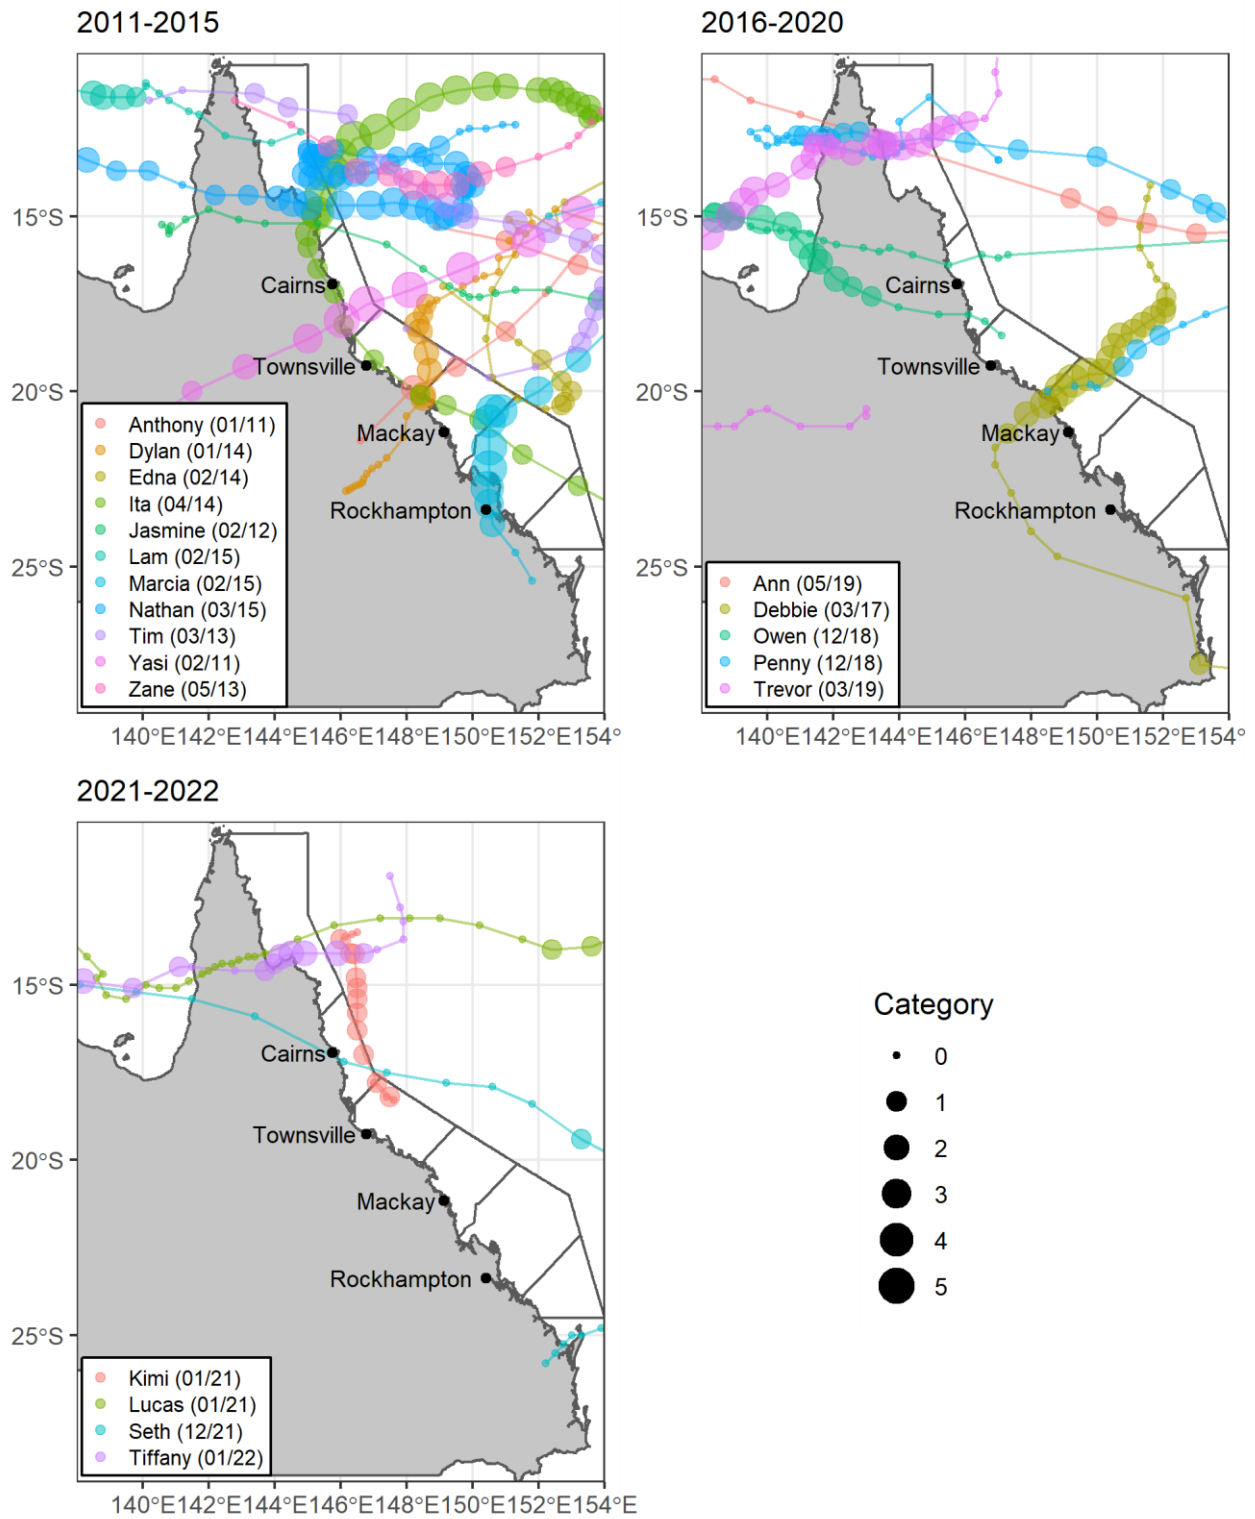 2011-2015
15°S
20°S
25°S
Cairns
Townsville
Mackay
Rockhampton
Anthony (01/11)
Dylan (01/14)
Edna (02/14)
Ita (04/14)
Jasmine (02/12)
Lam (02/15)
Marcia (02/15)
Nathan (03/15)
Tim (03/13)
Yasi (02/11)
Zane (05/13)
140°E142°E144°E146°E148°E150°E152°E154°E
2016-2020
15°S
20°S
25°S
Cairns
Townsville
Mackay
Rockhampton
Ann (05/19)
Debbie (03/17)
Owen (12/18)
Penny (12/18)
Trevor (03/19)
140°E142°E144°E146°E148°E150°E152°E154°
2021-2022
15°S
20°S
25°S
Cairns
Townsville
Mackay
Rockhampton
Kimi (01/21)
Lucas (01/21)
Seth (12/21)
Tiffany (01/22)
140°E142°E144°E146°E148°E150°E152°E154°E
Category
0
1
2
3
4
5